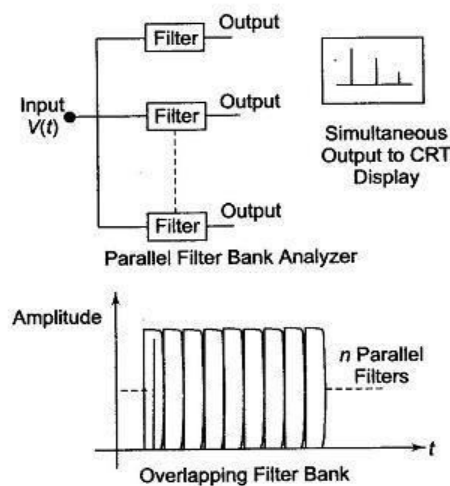 Output
Filter
Input
V(t)
Output
Filter
Simultaneous
Output to CRT
Display
Output
Filter
Parallel Filter Bank Analyzer
Amplitude
n Parallel
Filters
t
Overlapping Filter Bank